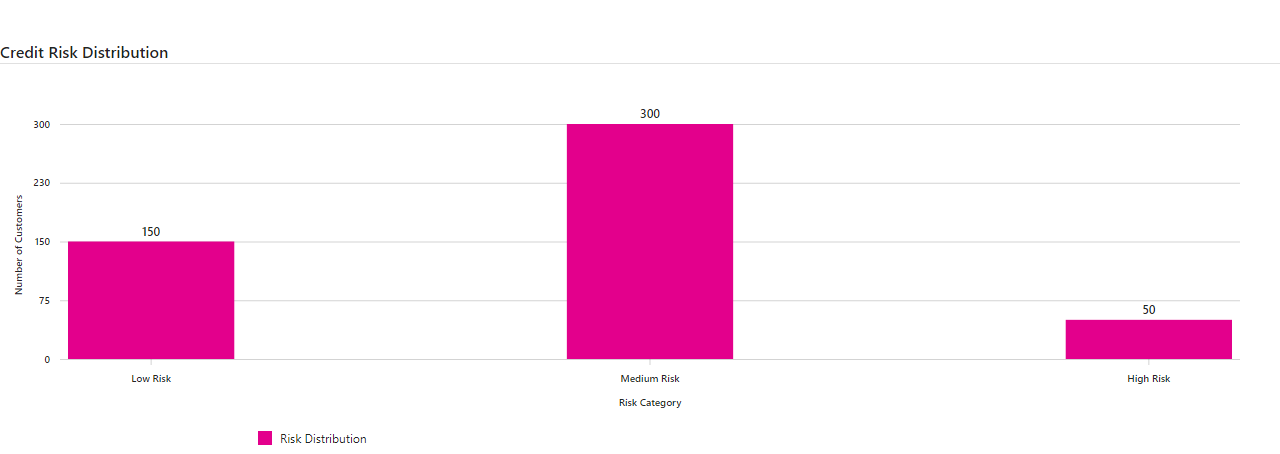 Credit Risk Distribution
300
300
230
Number of Customers
150
150
75
50
0
Low Risk
Medium Risk
High Risk
Risk Category
Risk Distribution